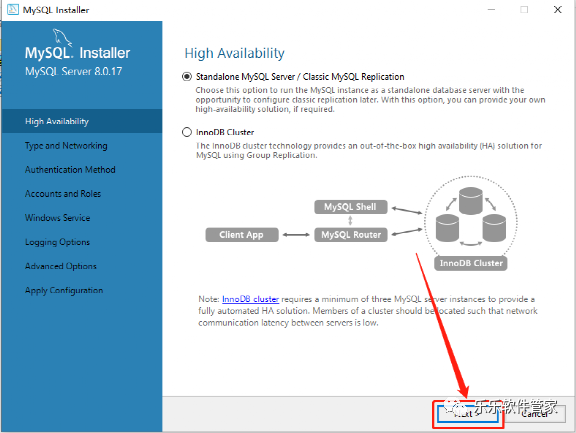 MySQL Installer
MySQL. Installer
MySQL Server 8.0.17
High Availability
Type and Networking
Authentication Method
Accounts and Roles
Windows Service
Logging Options
Advanced Options
Apply Configuration
High Availability
Standalone MySQL Server / Classic MySQL Replication
Choose this option to run the MySQL instance as a standalone database server with the
opportunity to configure classic replication later. With this option, you can provide your own
high-availability solution, if required.
InnoDB Cluster
The InnoDB cluster technology provides an out-of-the-box high availability (HA) solution for
MySQL using Group Replication.
MySQL Shell
Client App
MySQL Router
InnoDB Cluster
Note: InnoDB cluster requires a minimum of three MySQL server instances to provide a
fully automated HA solution. Members of a cluster should be located such that network
communication latency between servers is low.
Next >
Cancel
乐乐软件管家